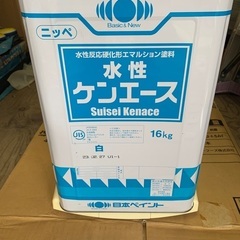 Basic & New
ニッペ
水性反応硬化形エマルション塗料
水性
ケンエース
Suisei Kenace
16kg
JIS
白
日本ペイント